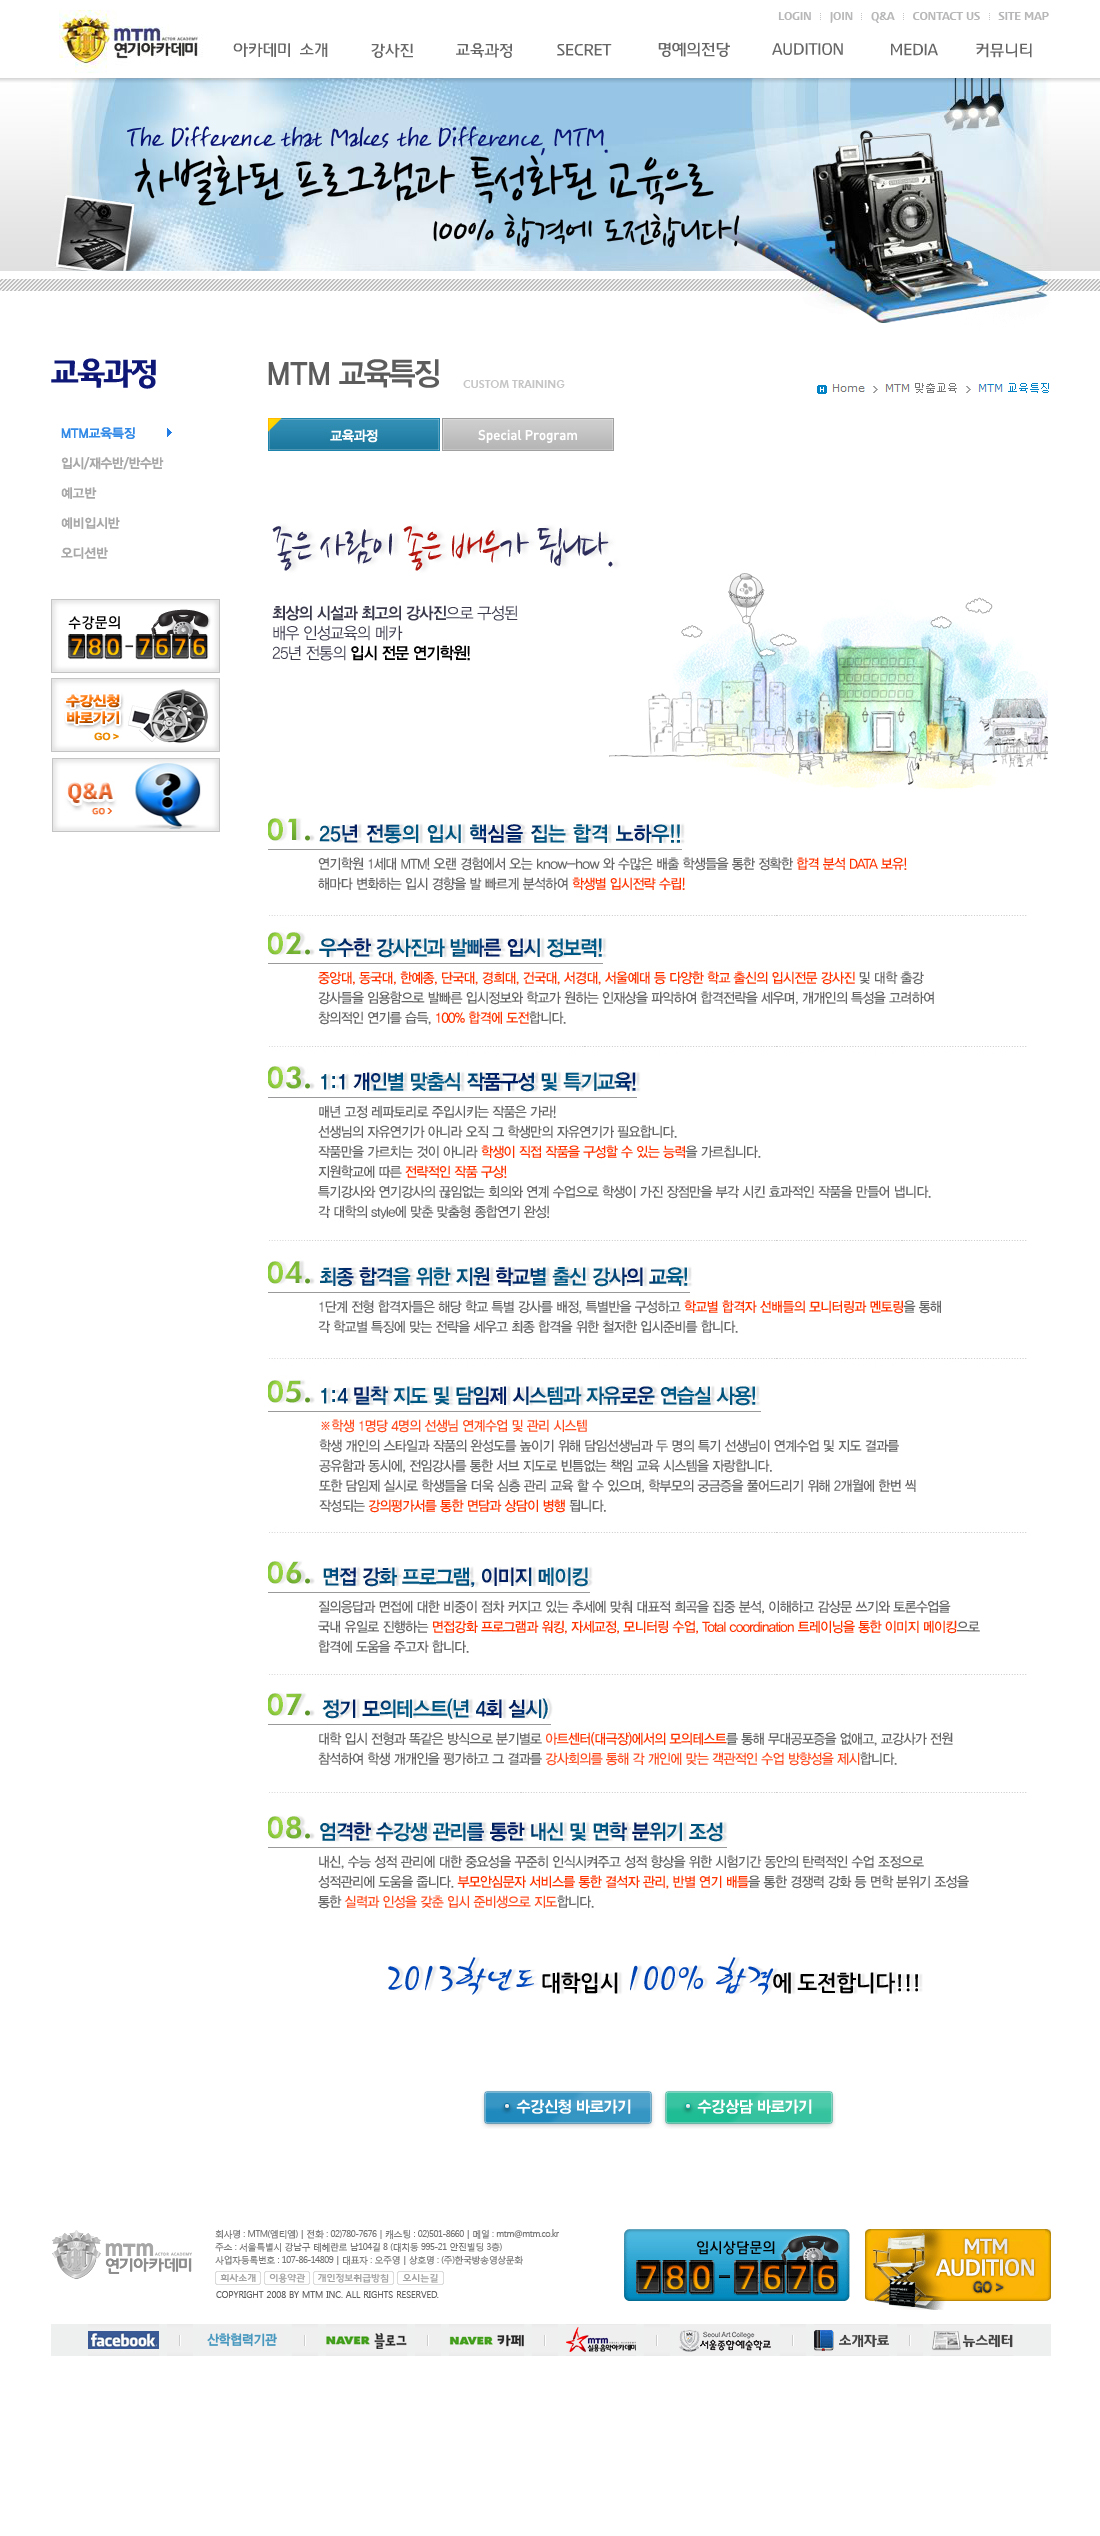 LOGIN JOIN Q&A CONTACT US SITE MAP
mtm ACTOR ACADEMY
연기아카데미
아카데미 소개 강사진 교육과정 SECRET 명예의전당 AUDITION MEDIA 커뮤니티
The Difference that Makes the Difference, MTM.
차별화된 프로그램과 특성화된 교육으로
100% 합격에 도전합니다!
교육과정
MTM교육특징
입시/재수반/반수반
예고반
예비입시반
오디션반
수강문의
780-7676
수강신청
바로가기
GO >
Q&A
GO >
MTM 교육특징 CUSTOM TRAINING
Home > MTM 맞춤교육 > MTM 교육특징
교육과정 Special Program
좋은 사람이 좋은 배우가 됩니다.
최상의 시설과 최고의 강사진으로 구성된
배우 인성교육의 메카
25년 전통의 입시 전문 연기학원!
01. 25년 전통의 입시 핵심을 집는 합격 노하우!!
연기학원 1세대 MTM! 오랜 경험에서 오는 know-how 와 수많은 배출 학생들을 통한 정확한 합격 분석 DATA 보유!
해마다 변화하는 입시 경향을 발 빠르게 분석하여 학생별 입시전략 수립!
02. 우수한 강사진과 발빠른 입시 정보력!
중앙대, 동국대, 한예종, 단국대, 경희대, 건국대, 서경대, 서울예대 등 다양한 학교 출신의 입시전문 강사진 및 대학 출강
강사들을 임용함으로 발빠른 입시정보와 학교가 원하는 인재상을 파악하여 합격전략을 세우며, 개개인의 특성을 고려하여
창의적인 연기를 습득, 100% 합격에 도전합니다.
03. 1:1 개인별 맞춤식 작품구성 및 특기교육!
매년 고정 레파토리로 주입시키는 작품은 가라!
선생님의 자유연기가 아니라 오직 그 학생만의 자유연기가 필요합니다.
작품만을 가르치는 것이 아니라 학생이 직접 작품을 구성할 수 있는 능력을 가르칩니다.
지원학교에 따른 전략적인 작품 구상!
특기강사와 연기강사의 끊임없는 회의와 연계 수업으로 학생이 가진 장점만을 부각 시킨 효과적인 작품을 만들어 냅니다.
각 대학의 style에 맞춘 맞춤형 종합연기 완성!
04. 최종 합격을 위한 지원 학교별 출신 강사의 교육!
1단계 전형 합격자들은 해당 학교 특별 강사를 배정, 특별반을 구성하고 학교별 합격자 선배들의 모니터링과 멘토링을 통해
각 학교별 특징에 맞는 전략을 세우고 최종 합격을 위한 철저한 입시준비를 합니다.
05. 1:4 밀착 지도 및 담임제 시스템과 자유로운 연습실 사용!
※학생 1명당 4명의 선생님 연계수업 및 관리 시스템
학생 개인의 스타일과 작품의 완성도를 높이기 위해 담임선생님과 두 명의 특기 선생님이 연계수업 및 지도 결과를
공유함과 동시에, 전임강사를 통한 서브 지도로 빈틈없는 책임 교육 시스템을 자랑합니다.
또한 담임제 실시로 학생들을 더욱 심층 관리 교육 할 수 있으며, 학부모의 궁금증을 풀어드리기 위해 2개월에 한번 씩
작성되는 강의평가서를 통한 면담과 상담이 병행 됩니다.
06. 면접 강화 프로그램, 이미지 메이킹
질의응답과 면접에 대한 비중이 점차 커지고 있는 추세에 맞춰 대표적 희곡을 집중 분석, 이해하고 감상문 쓰기와 토론수업을
국내 유일로 진행하는 면접강화 프로그램과 워킹, 자세교정, 모니터링 수업, Total coordination 트레이닝을 통한 이미지 메이킹으로
합격에 도움을 주고자 합니다.
07. 정기 모의테스트(년 4회 실시)
대학 입시 전형과 똑같은 방식으로 분기별로 아트센터(대극장)에서의 모의테스트를 통해 무대공포증을 없애고, 교강사가 전원
참석하여 학생 개개인을 평가하고 그 결과를 강사회의를 통해 각 개인에 맞는 객관적인 수업 방향성을 제시합니다.
08. 엄격한 수강생 관리를 통한 내신 및 면학 분위기 조성
내신, 수능 성적 관리에 대한 중요성을 꾸준히 인식시켜주고 성적 향상을 위한 시험기간 동안의 탄력적인 수업 조정으로
성적관리에 도움을 줍니다. 부모안심문자 서비스를 통한 결석자 관리, 반별 연기 배틀을 통한 경쟁력 강화 등 면학 분위기 조성을
통한 실력과 인성을 갖춘 입시 준비생으로 지도합니다.
2013학년도 대학입시 100% 합격에 도전합니다!!!
수강신청 바로가기 수강상담 바로가기
mtm ACTOR ACADEMY
연기아카데미
회사명 : MTM(엠티엠) | 전화 : 02)780-7676 | 캐스팅 : 02)501-8660 | 메일 : mtm@mtm.co.kr
주소 : 서울특별시 강남구 테헤란로 남104길 8 (대치동 995-21 안진빌딩 3층)
사업자등록번호 : 107-86-14809 | 대표자 : 오주영 | 상호명 : (주)한국방송영상문화
회사소개 이용약관 개인정보취급방침 오시는길
COPYRIGHT 2008 BY MTM INC. ALL RIGHTS RESERVED.
입시상담문의
780-7676
MTM
AUDITION
GO >
facebook 산학협력기관 NAVER 블로그 NAVER 카페 mtm 실용음악아카데미 Seoul Art College 서울종합예술학교 소개자료 뉴스레터